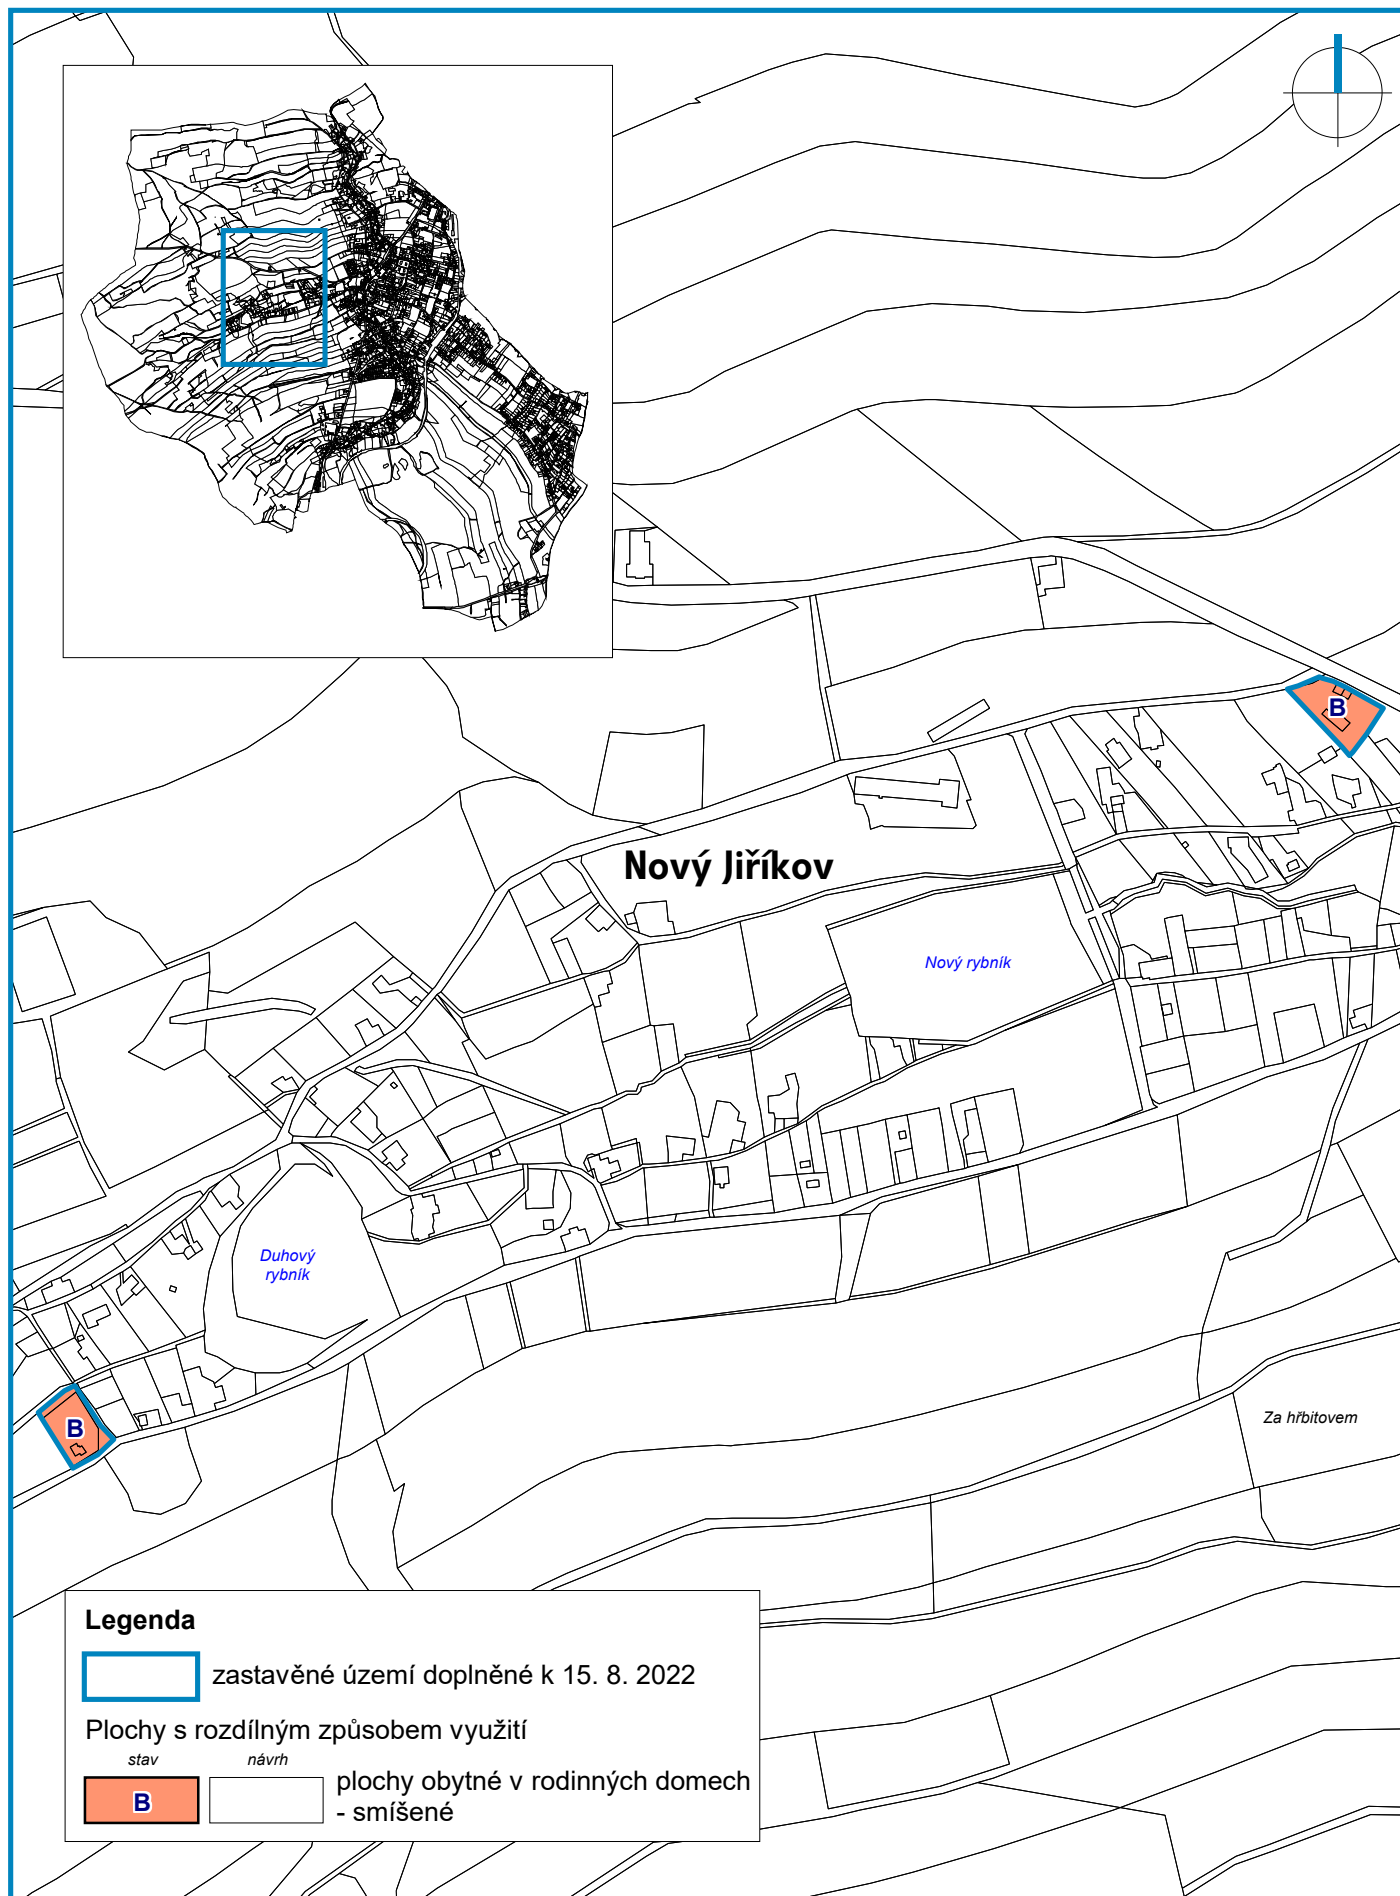 B
Nový Jiříkov
Nový rybník
Duhový
rybník
Za hřbitovem
B
Legenda
zastavěné území doplněné k 15. 8. 2022
Plochy s rozdílným způsobem využití
stav návrh
B
plochy obytné v rodinných domech
- smíšené